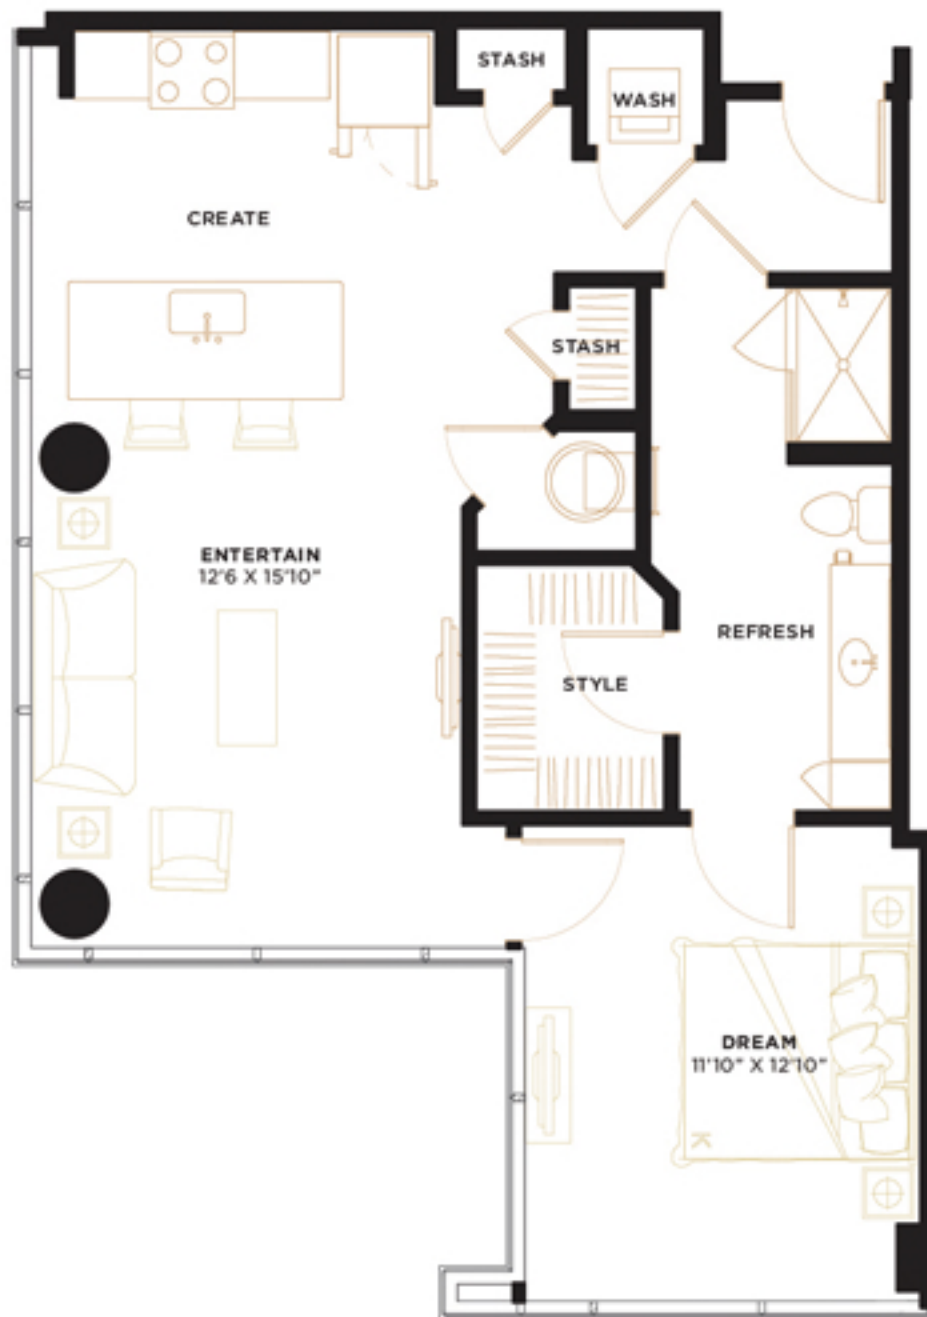 STASH
WASH
CREATE
STASH
ENTERTAIN
12'6 X 15'10"
REFRESH
STYLE
DREAM
11'10" X 12'10"
K